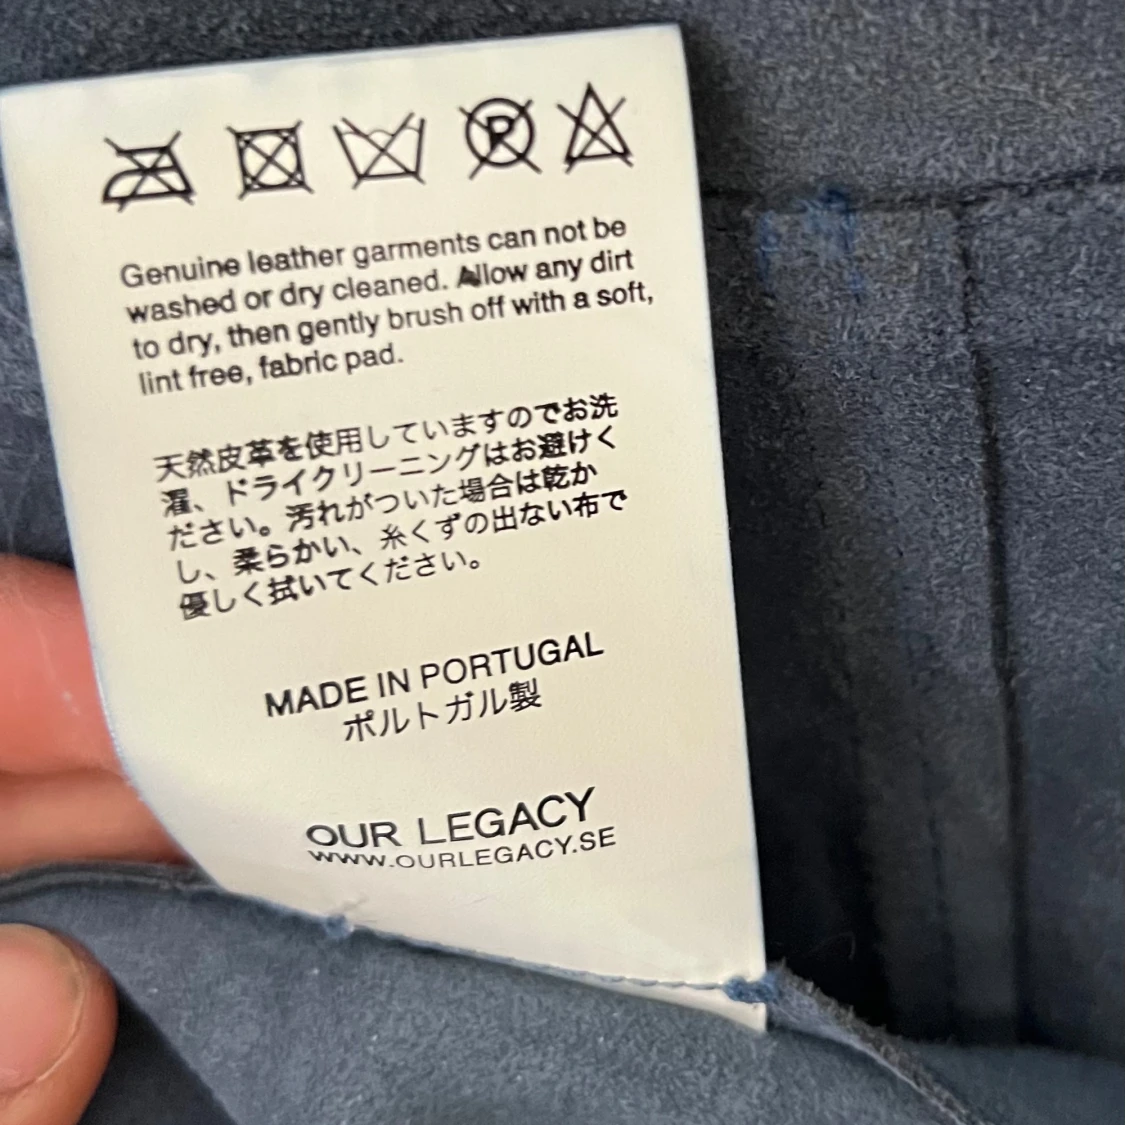 P
Genuine leather garments can not be
washed or dry cleaned. Allow any dirt
to dry, then gently brush off with a soft,
lint free, fabric pad.
天然皮革を使用していますのでお洗
濯、ドライクリーニングはお避けく
ださい。汚れがついた場合は乾か
し、柔らかい、糸くずの出ない布で
優しく拭いてください。
MADE IN PORTUGAL
ポルトガル製
OUR LEGACY
WWW.OURLEGACY.SE